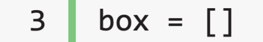 3 box = []